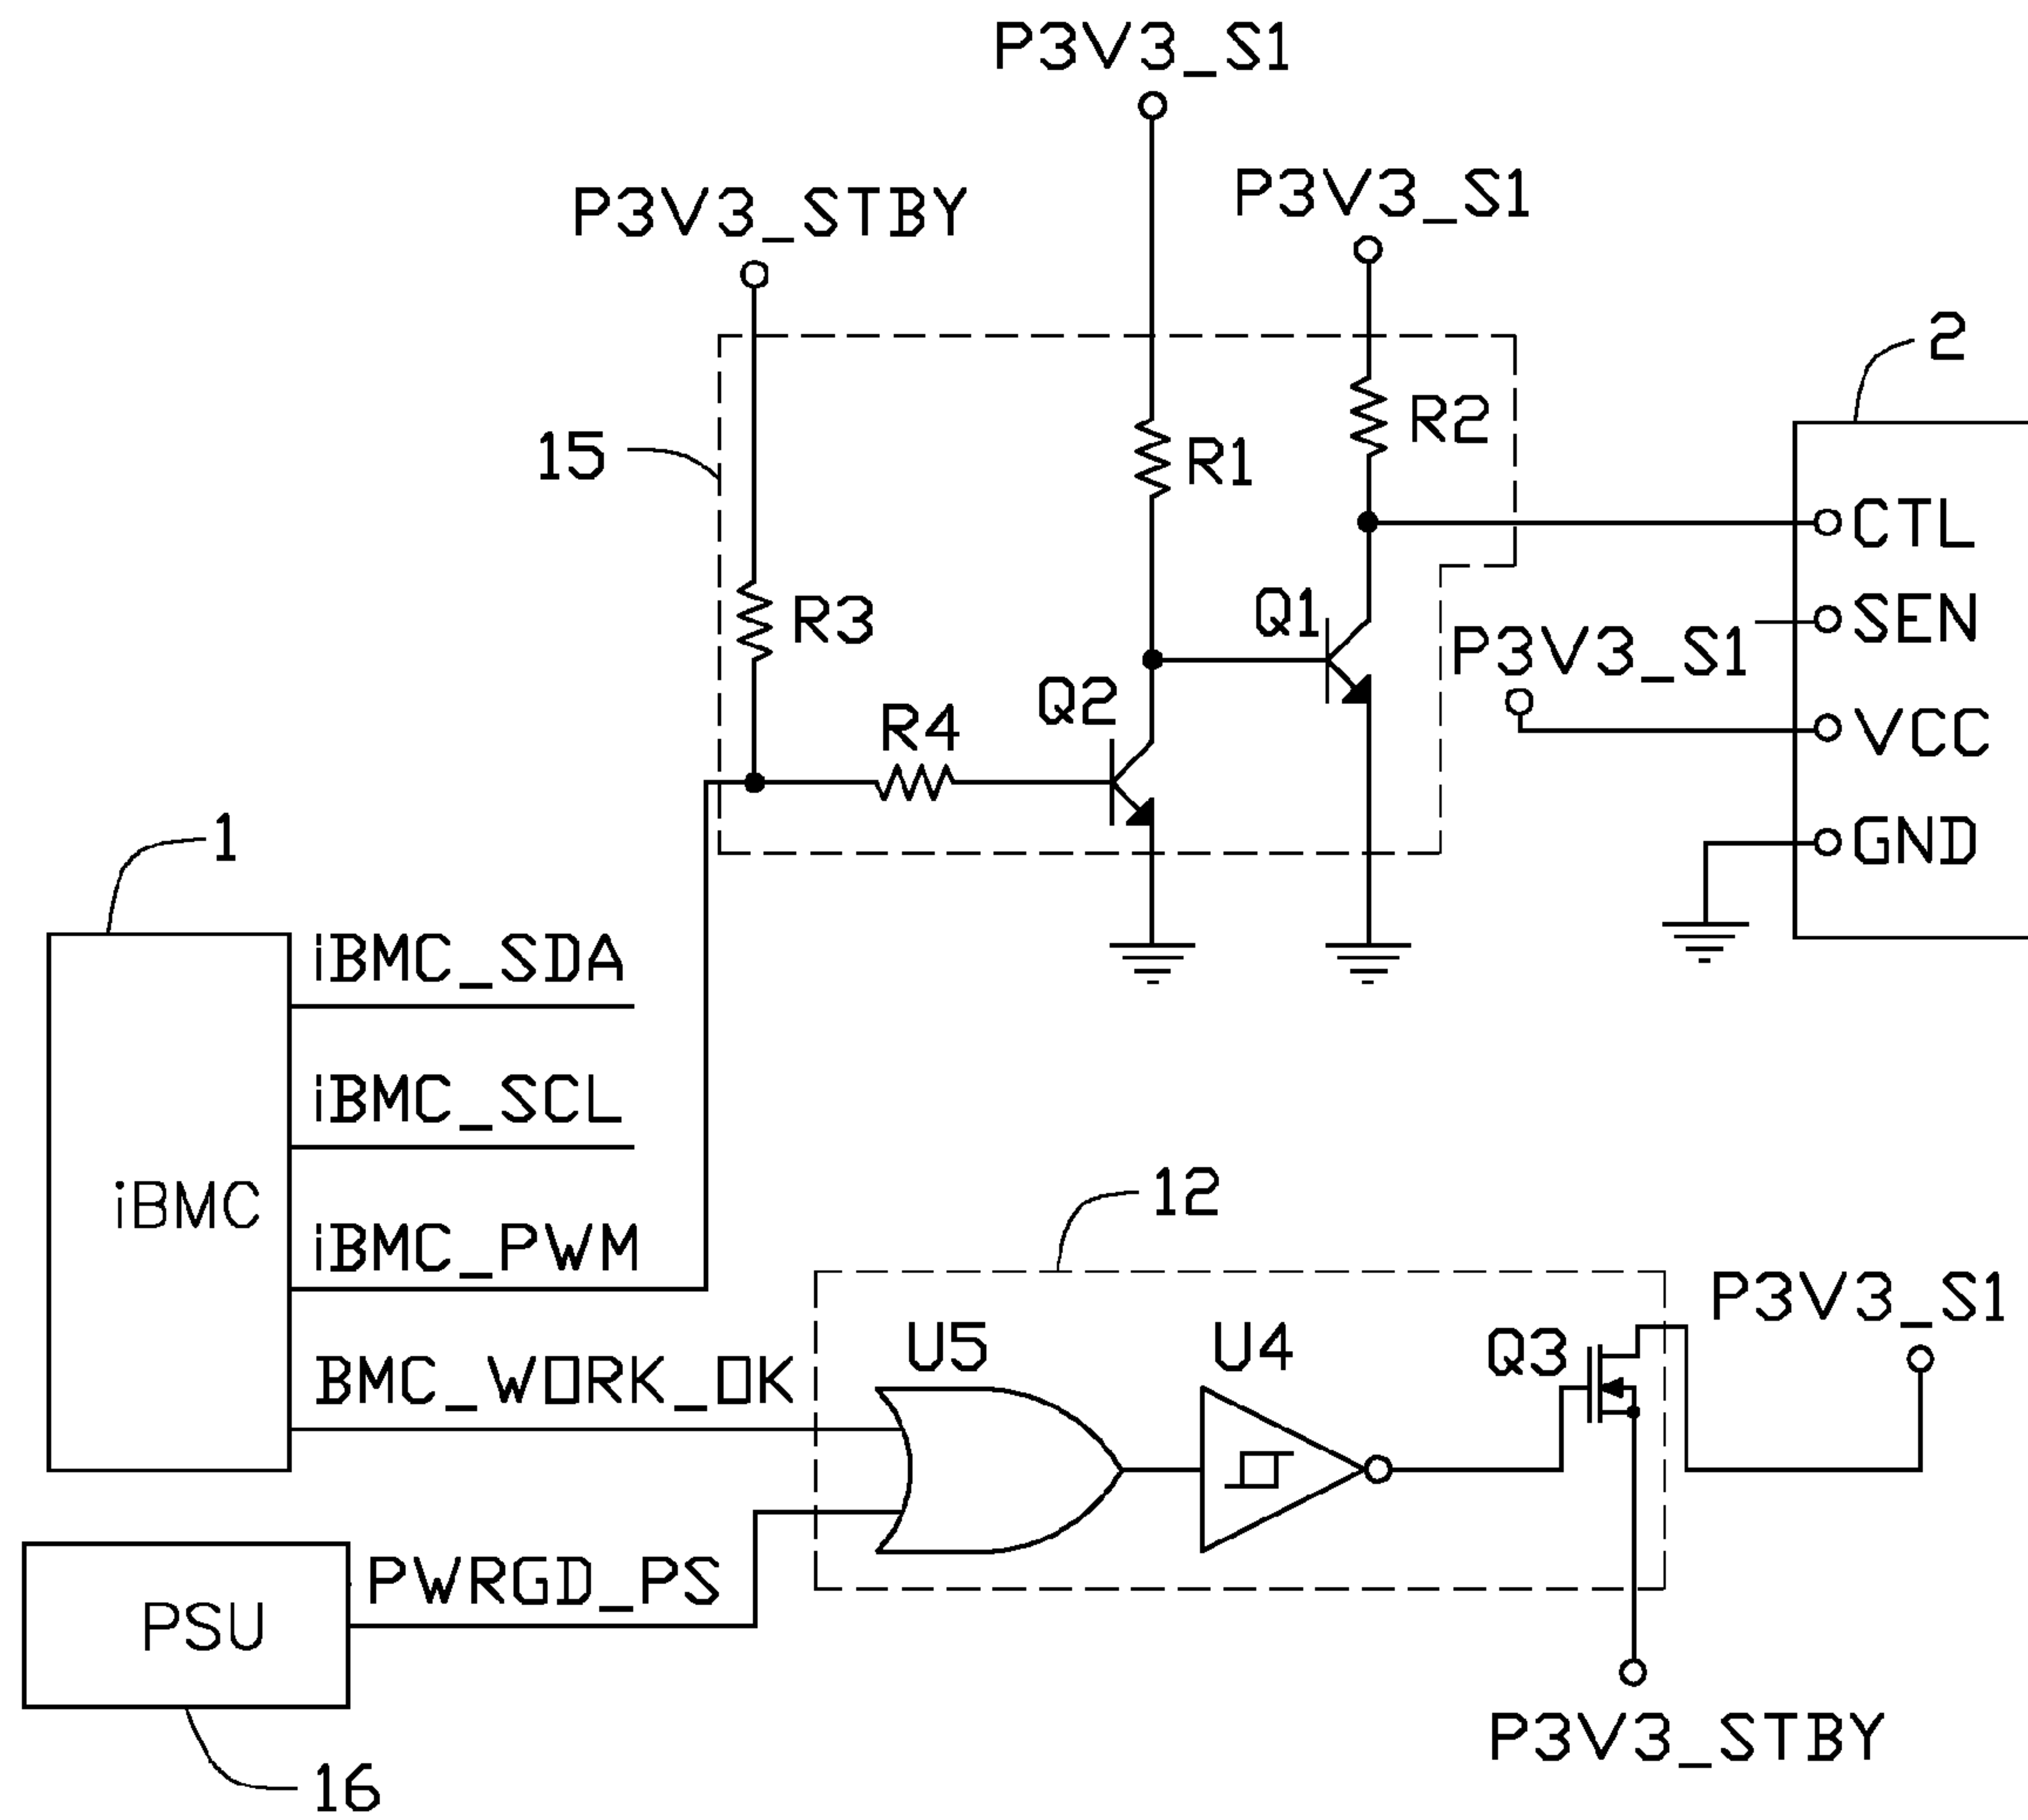 P3V3_S1
P3V3_STBY
P3V3_S1
2
15
R1
R2
CTL
R3
Q1
SEN
P3V3_S1
R4
Q2
VCC
1
GND
iBMC_SDA
iBMC_SCL
iBMC
12
iBMC_PWM
P3V3_S1
U5
U4
Q3
BMC_WORK_OK
PWRGD_PS
PSU
P3V3_STBY
16